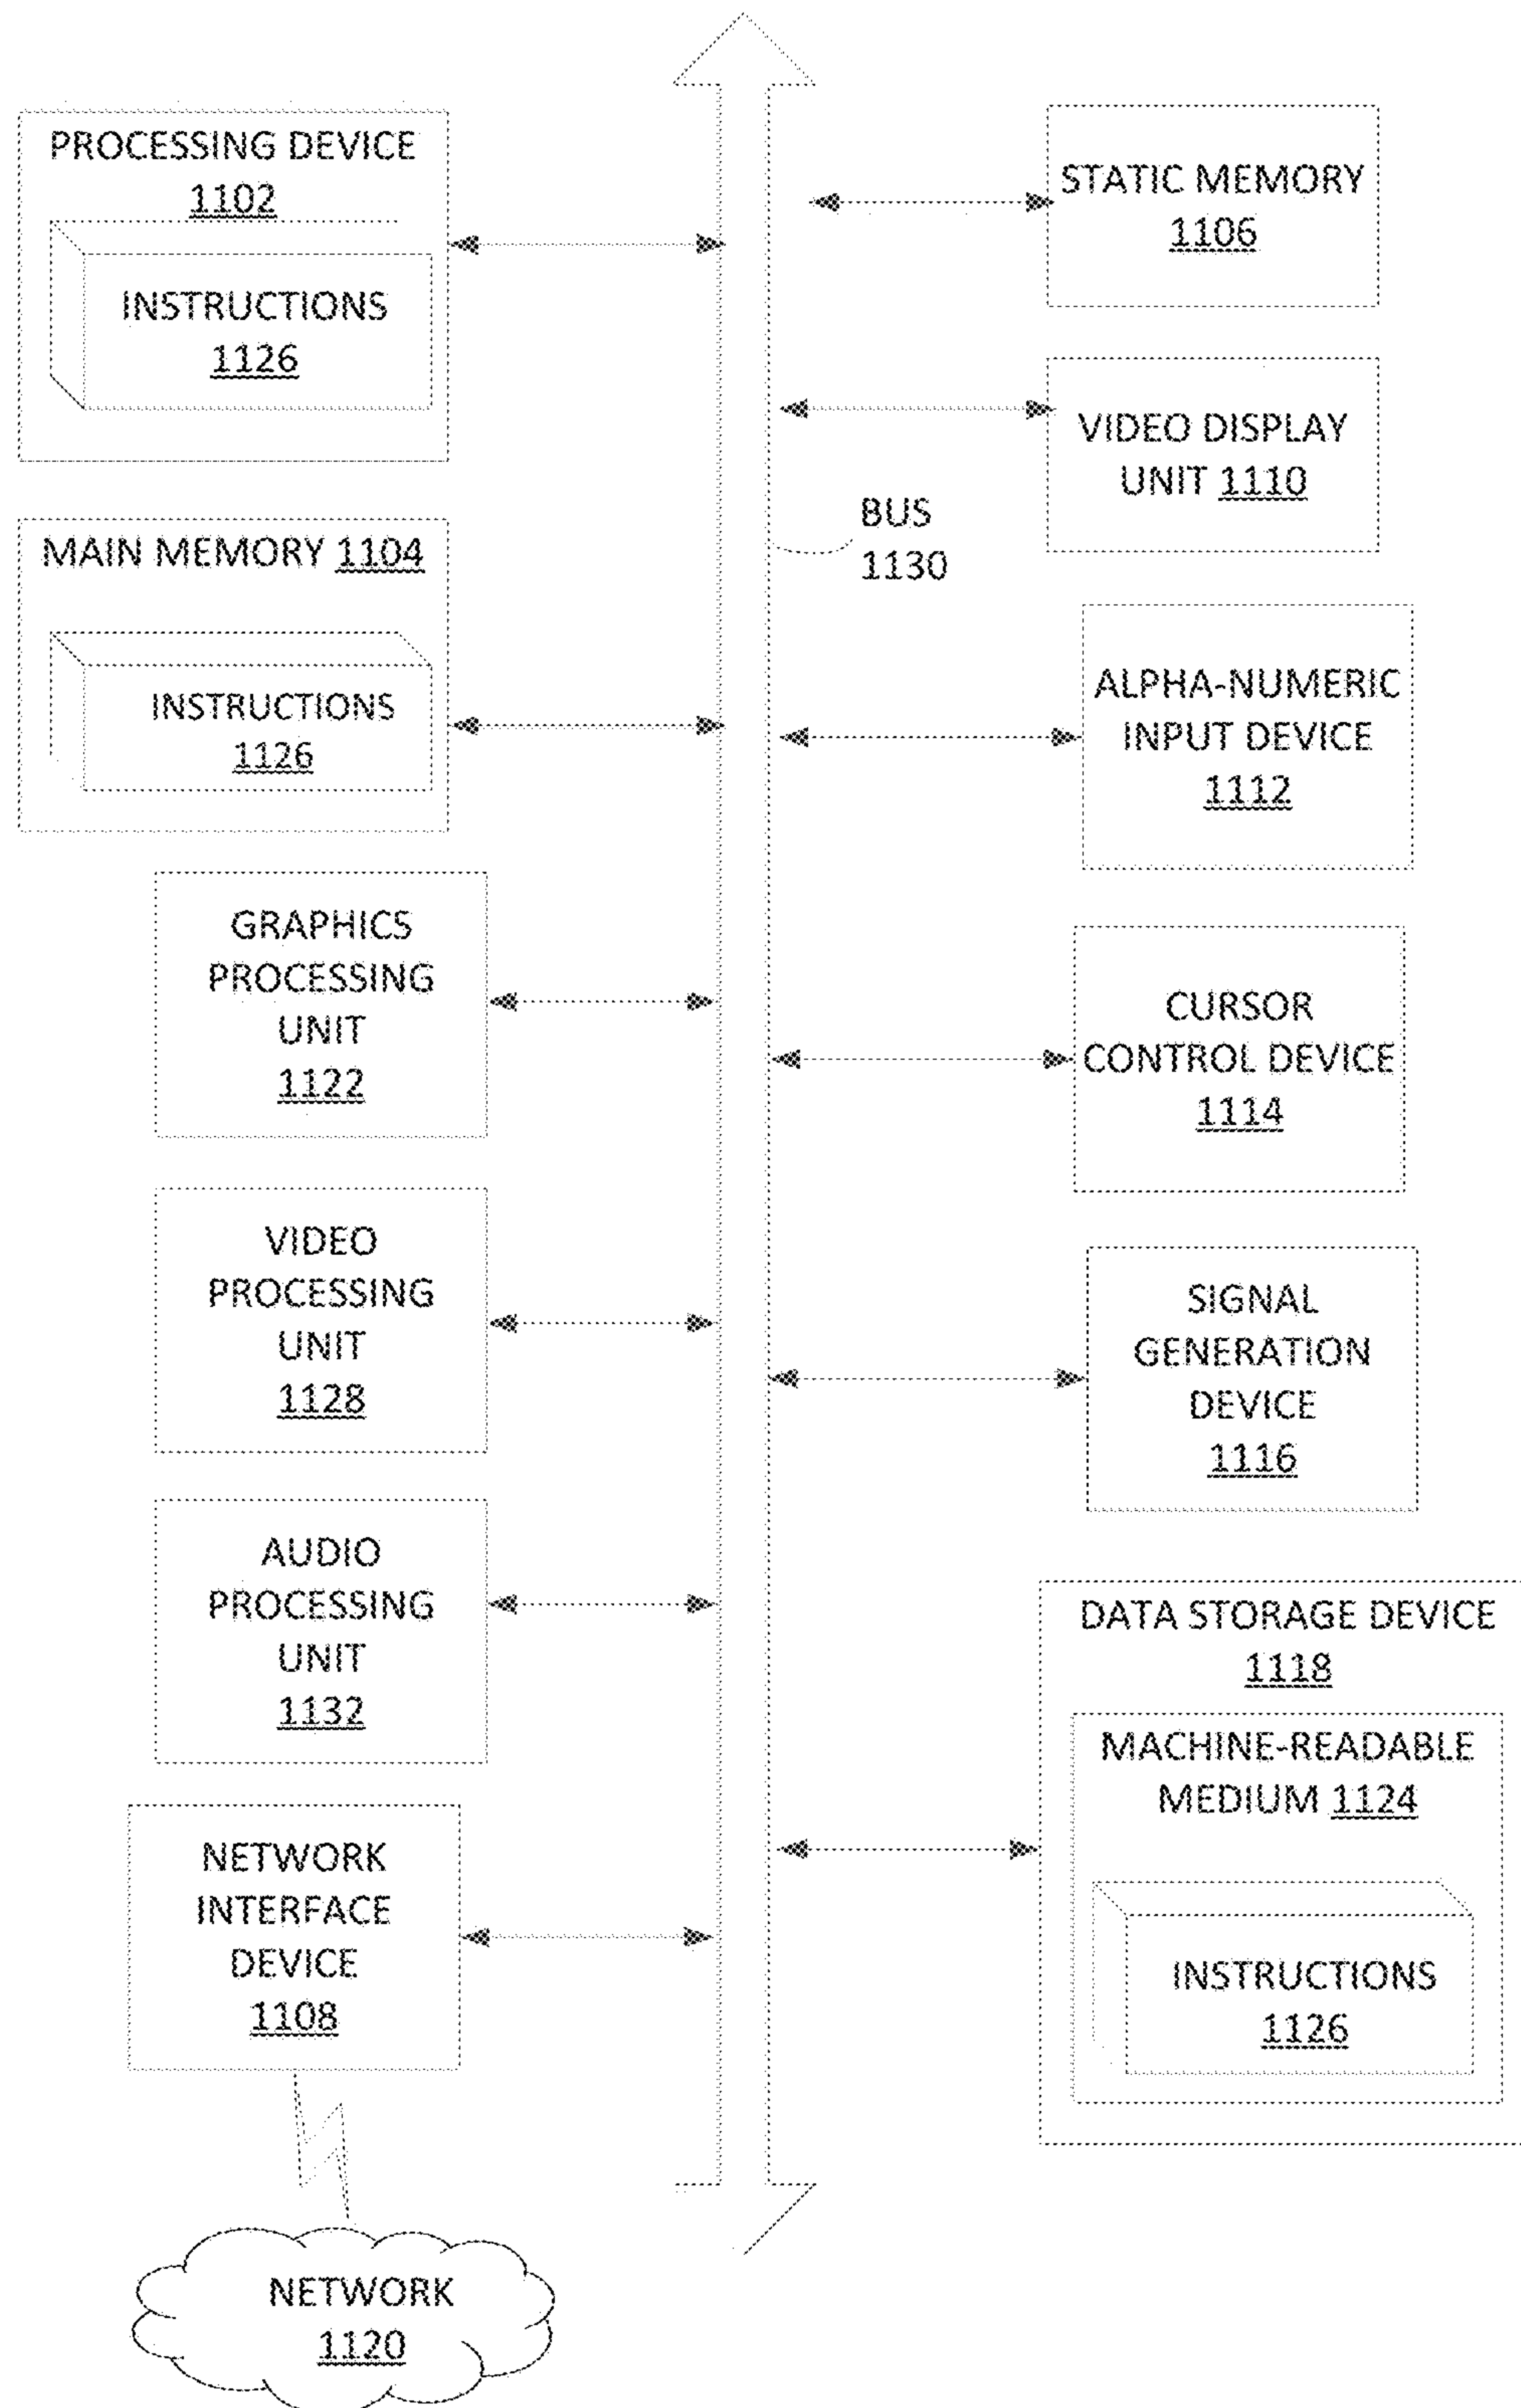 PROCESSING DEVICE
1102
INSTRUCTIONS
1126
MAIN MEMORY 1104
INSTRUCTIONS
1126
GRAPHICS
PROCESSING
UNIT
1122
VIDEO
PROCESSING
UNIT
1128
AUDIO
PROCESSING
UNIT
1132
NETWORK
INTERFACE
DEVICE
1108
NETWORK
1120
BUS
1130
STATIC MEMORY
1106
VIDEO DISPLAY
UNIT 1110
ALPHA-NUMERIC
INPUT DEVICE
1112
CURSOR
CONTROL DEVICE
1114
SIGNAL
GENERATION
DEVICE
1116
DATA STORAGE DEVICE
1118
MACHINE-READABLE
MEDIUM 1124
INSTRUCTIONS
1126